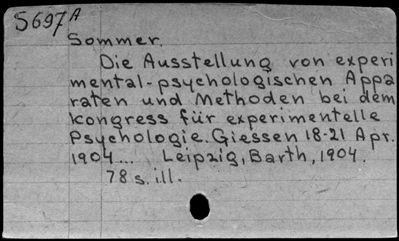 S697A
Sommer.
Die Ausstellung von experi
mental-psychologischen Appa
raten und Methoden bei dem
Kongress für experimentelle
Psychologie. Giessen 18-21 Apr.
1904... Leipzig, Barth, 1904.
78 s. ill.